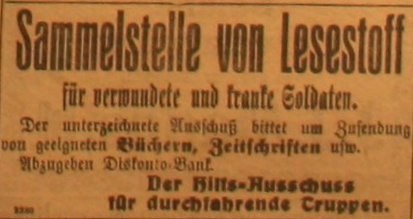 Sammelstelle von Lesestoff
für verwundete und kranke Soldaten.
Der unterzeichnete Ausschuß bittet um Zusendung
von geeigneten Büchern, Zeitschriften usw.
Abzugeben Diskonto-Bank.
Der Hilfs-Ausschuss
für durchfahrende Truppen.